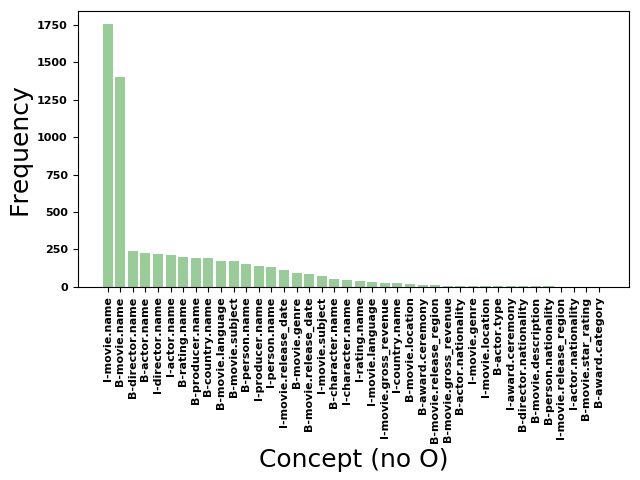 1750
1500
1250
1000
750
500
250
0
Frequency
I-movie.name
B-movie.name
B-director.name
B-actor.name
I-director.name
I-actor.name
B-rating.name
B-producer.name
B-country.name
B-movie.language
B-movie.subject
B-person.name
I-producer.name
I-person.name
I-movie.release_date
B-movie.genre
B-movie.release_date
I-movie.subject
B-character.name
I-character.name
I-rating.name
I-movie.language
I-movie.gross_revenue
I-country.name
B-movie.location
B-award.ceremony
B-movie.release_region
B-movie.gross_revenue
B-actor.nationality
I-movie.genre
I-movie.location
B-actor.type
I-award.ceremony
B-director.nationality
B-movie.description
B-person.nationality
I-movie.release_region
I-actor.nationality
B-movie.star_rating
B-award.category
Concept (no O)